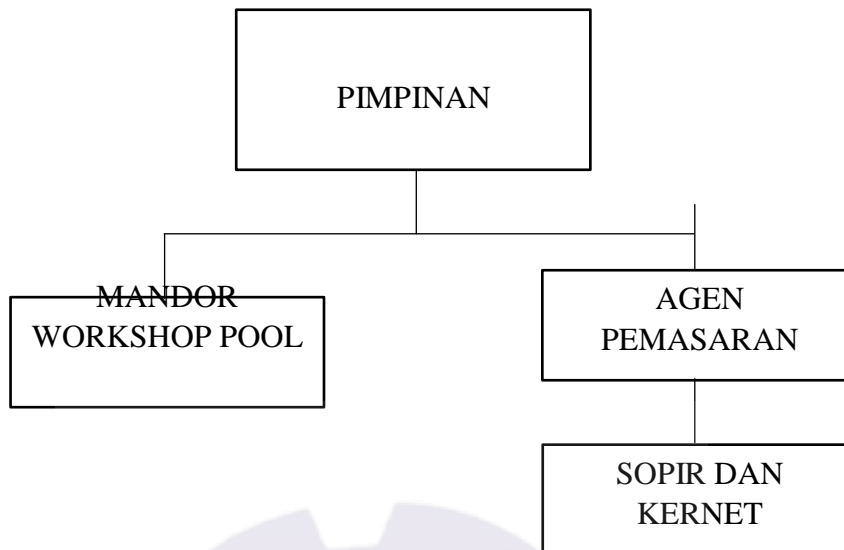 PIMPINAN
MANDOR
WORKSHOP POOL
AGEN
PEMASARAN
SOPIR DAN
KERNET